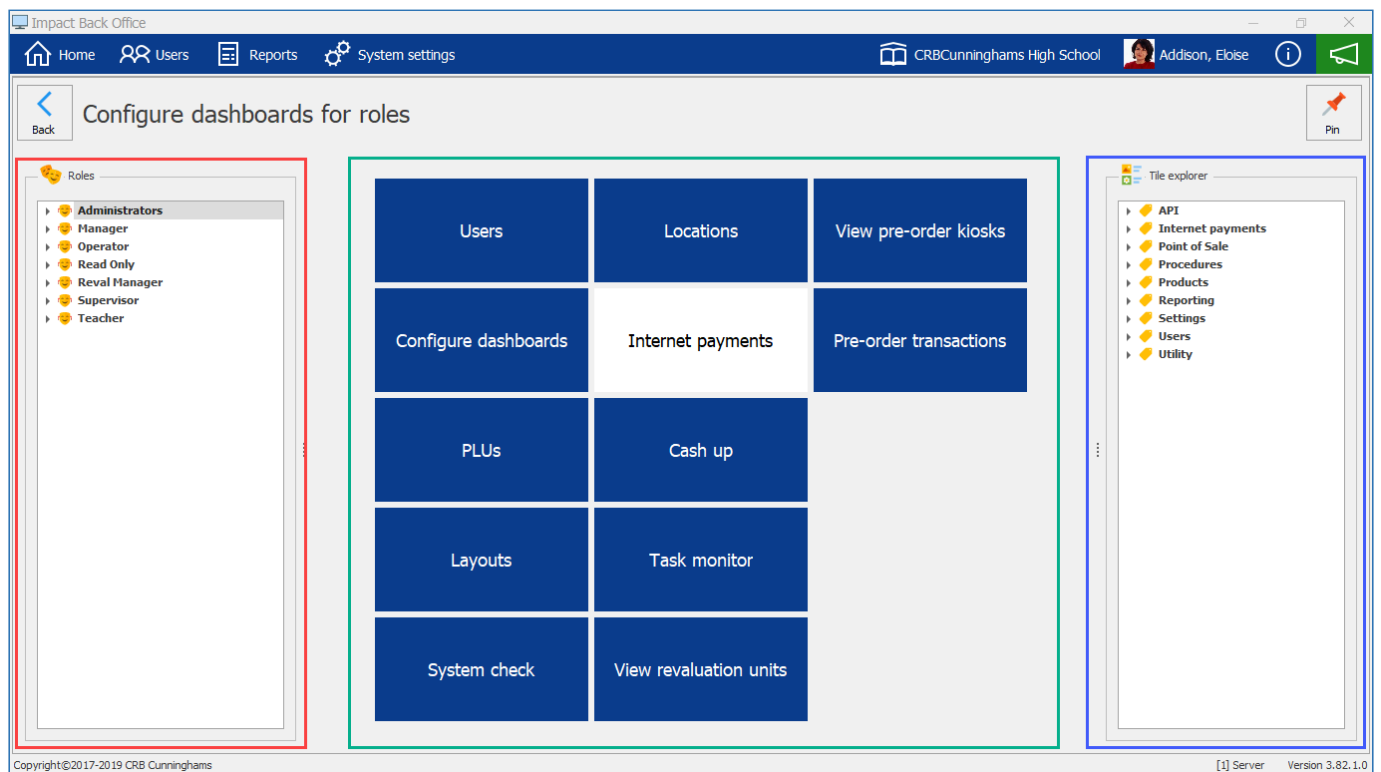 Impact Back Office
Home Users Reports System settings CRBCunninghams High School Addison, Eloise
Back
Configure dashboards for roles
Pin
Roles
Administrators
Manager
Operator
Read Only
Reval Manager
Supervisor
Teacher
Users Locations View pre-order kiosks
Configure dashboards Internet payments Pre-order transactions
PLUs Cash up
Layouts Task monitor
System check View revaluation units
Tile explorer
API
Internet payments
Point of Sale
Procedures
Products
Reporting
Settings
Users
Utility
Copyright©2017-2019 CRB Cunninghams [1] Server Version 3.82.1.0